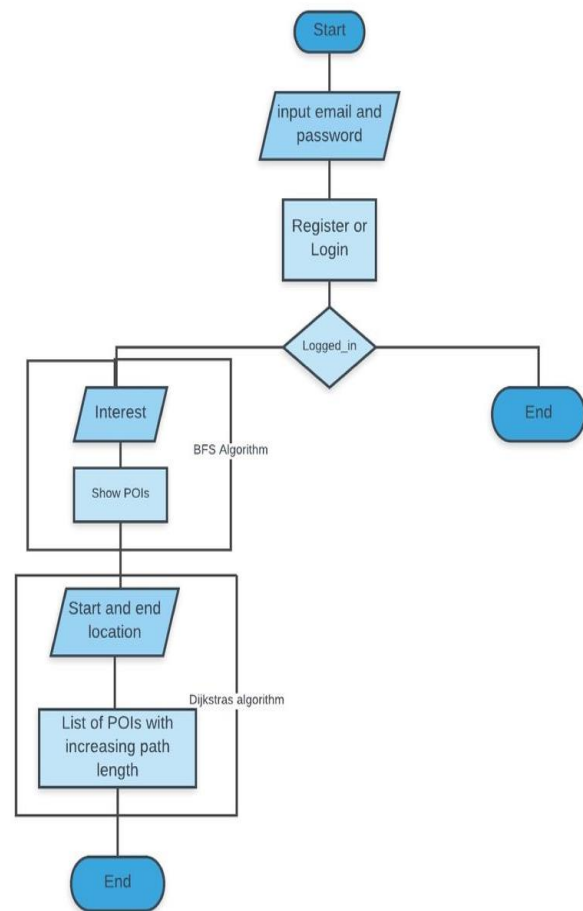 Start
input email and
password
Register or
Login
Logged_in
Interest
End
BFS Algorithm
Show POIs
Start and end
location
Dijkstras algorithm
List of POIs with
increasing path
length
End